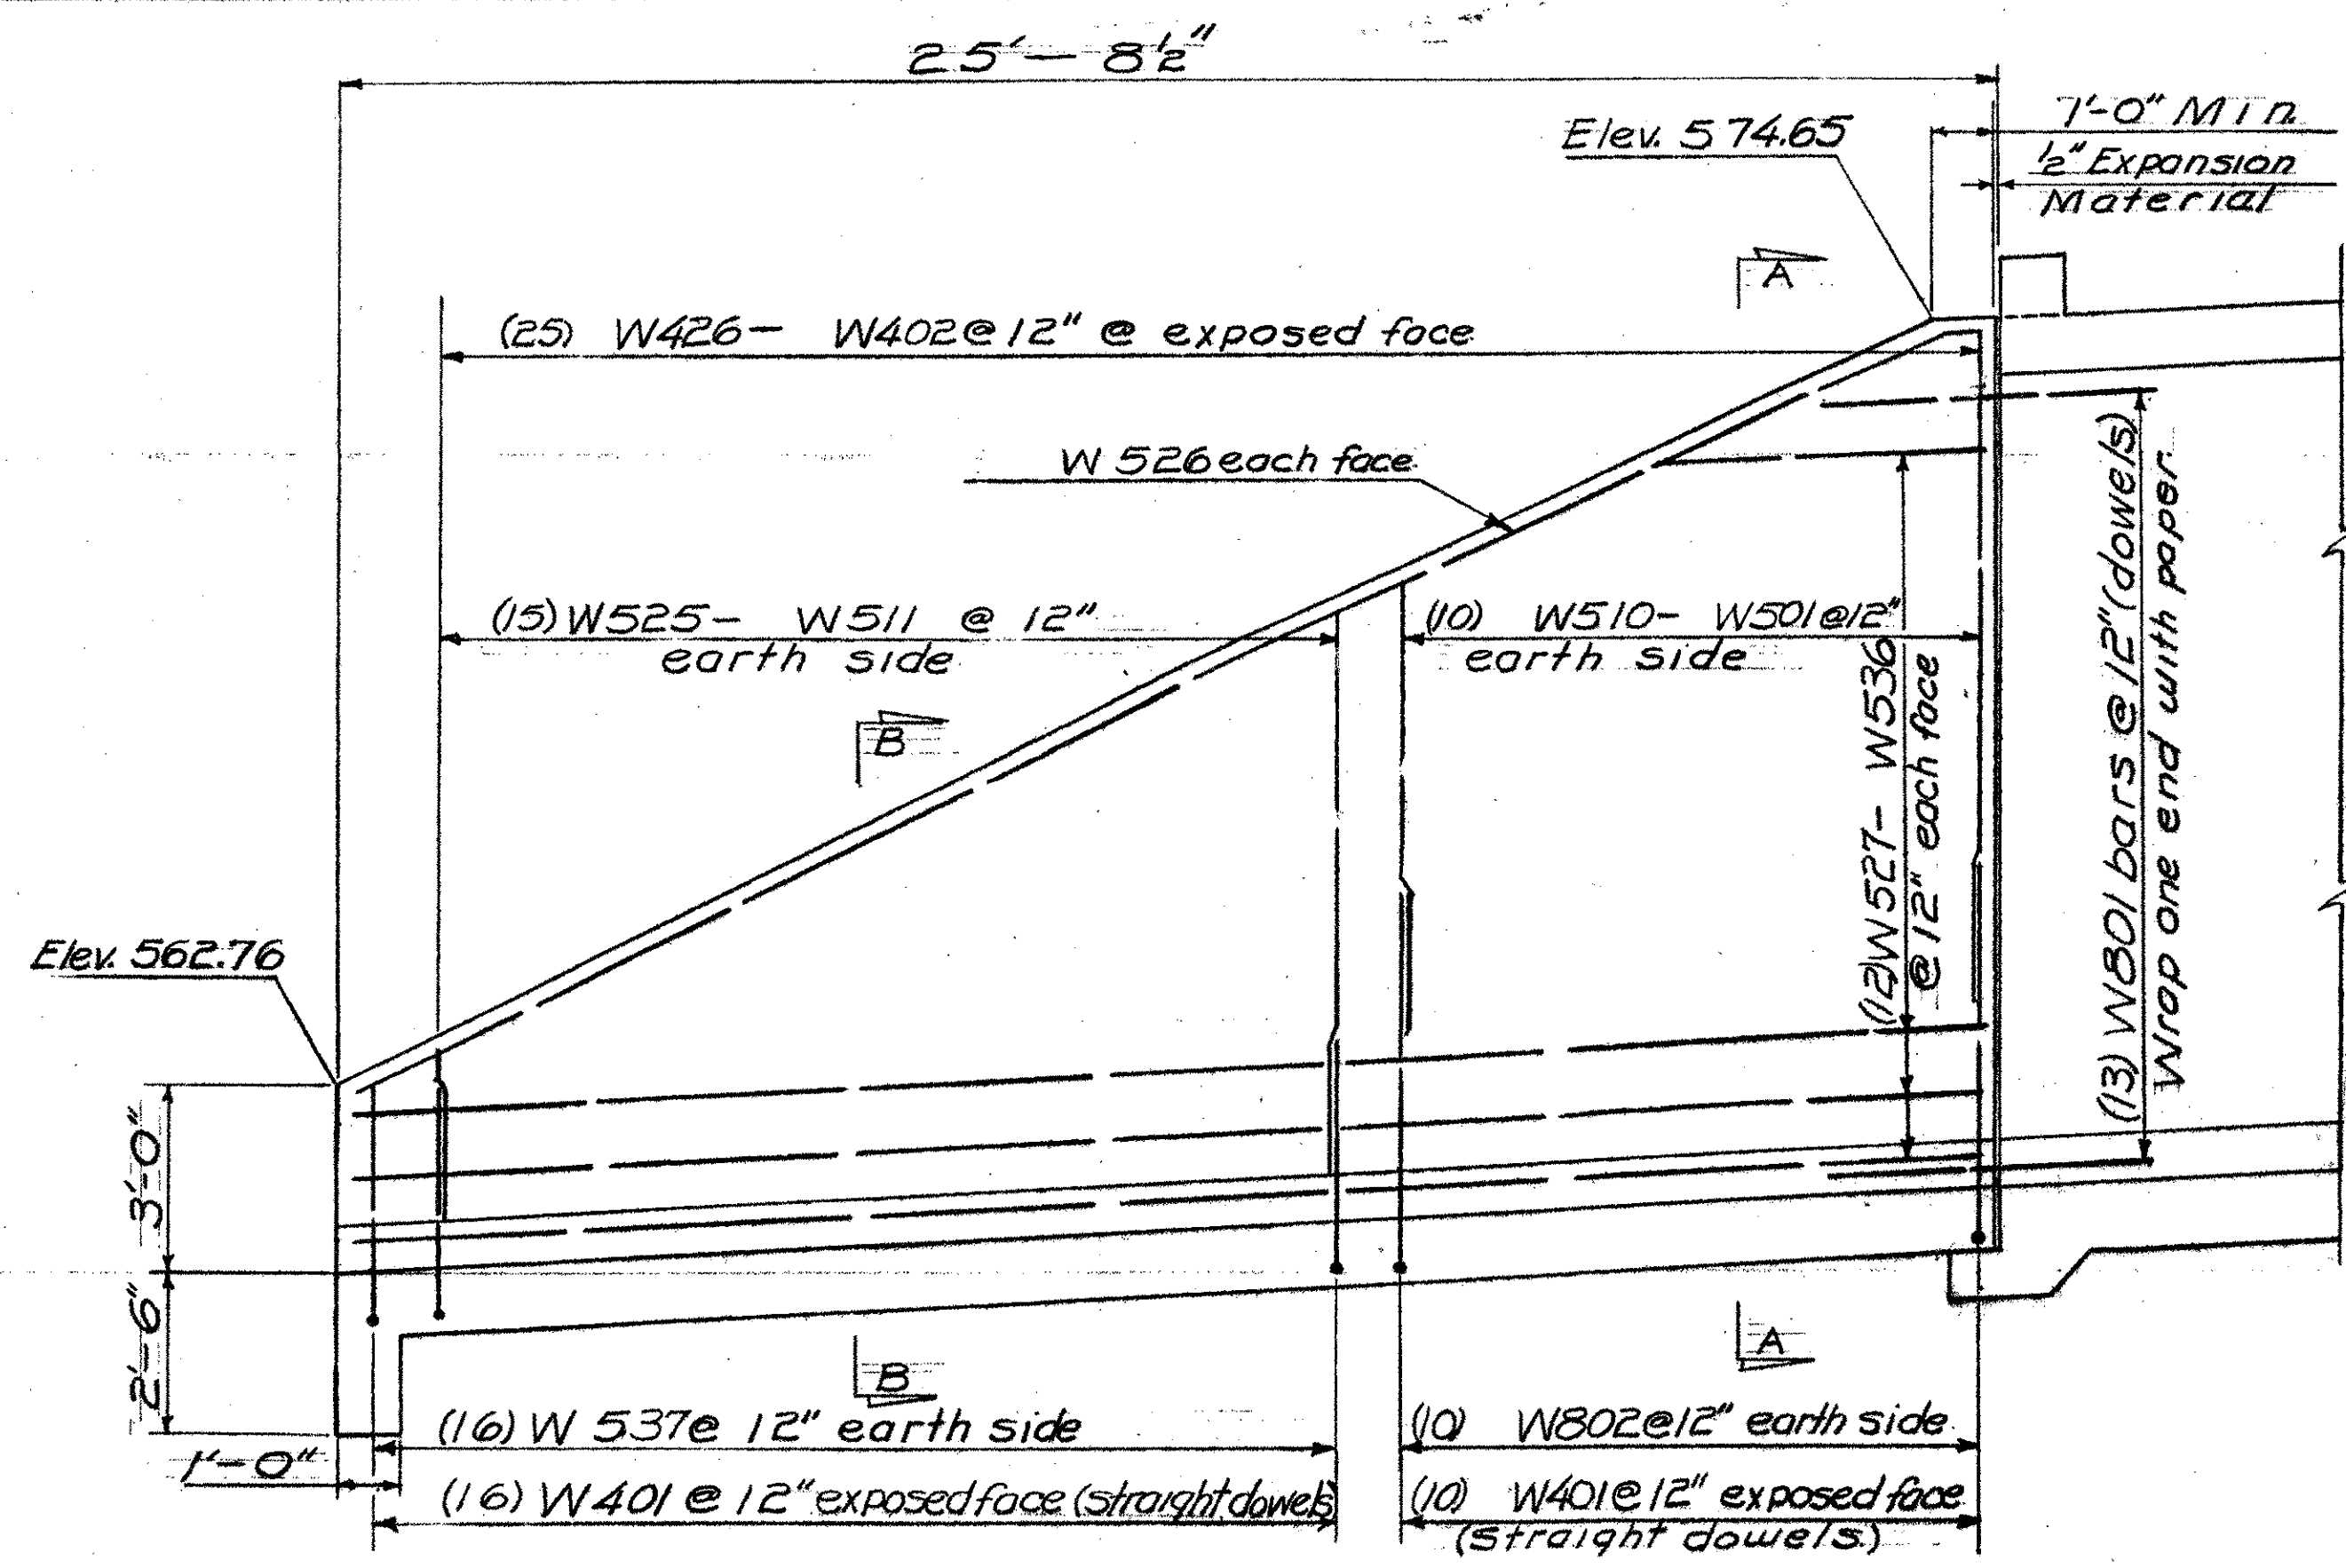 25'-8½"
Elev. 574.65
1'-0" Min.
½" Expansion
Material
A
(25) W426- W402@12" @ exposed face
W 526 each face
(15) W525- W511 @ 12"
earth side
(10) W510- W501@12"
earth side
B
(12) W527- W536
@ 12" each face
(13) W801 bars @ 12" (dowels)
Wrap one end with paper.
Elev. 562.76
3'-0"
2'-6"
1'-0"
B
A
(16) W 537@ 12" earth side
(10) W802@12" earth side
(16) W401 @ 12" exposed face (straight dowels)
(10) W401@12" exposed face
(straight dowels.)